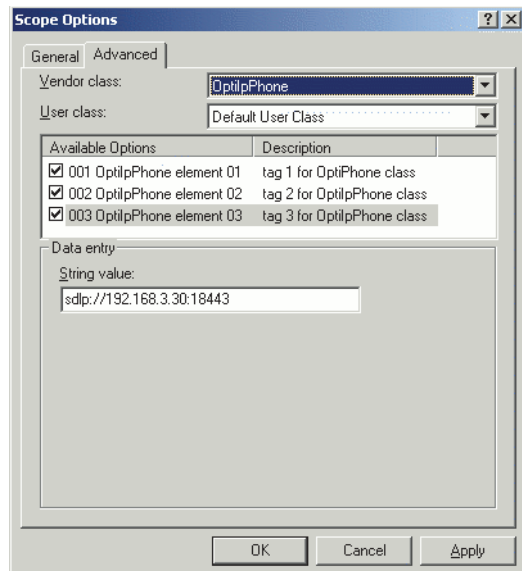 Scope Options
General Advanced
Vendor class: OptiIpPhone
User class: Default User Class
Available Options Description
001 OptiIpPhone element 01 tag 1 for OptiPhone class
002 OptiIpPhone element 02 tag 2 for OptiIpPhone class
003 OptiIpPhone element 03 tag 3 for OptiIpPhone class
Data entry
String value:
sdlp://192.168.3.30:18443
OK Cancel Apply